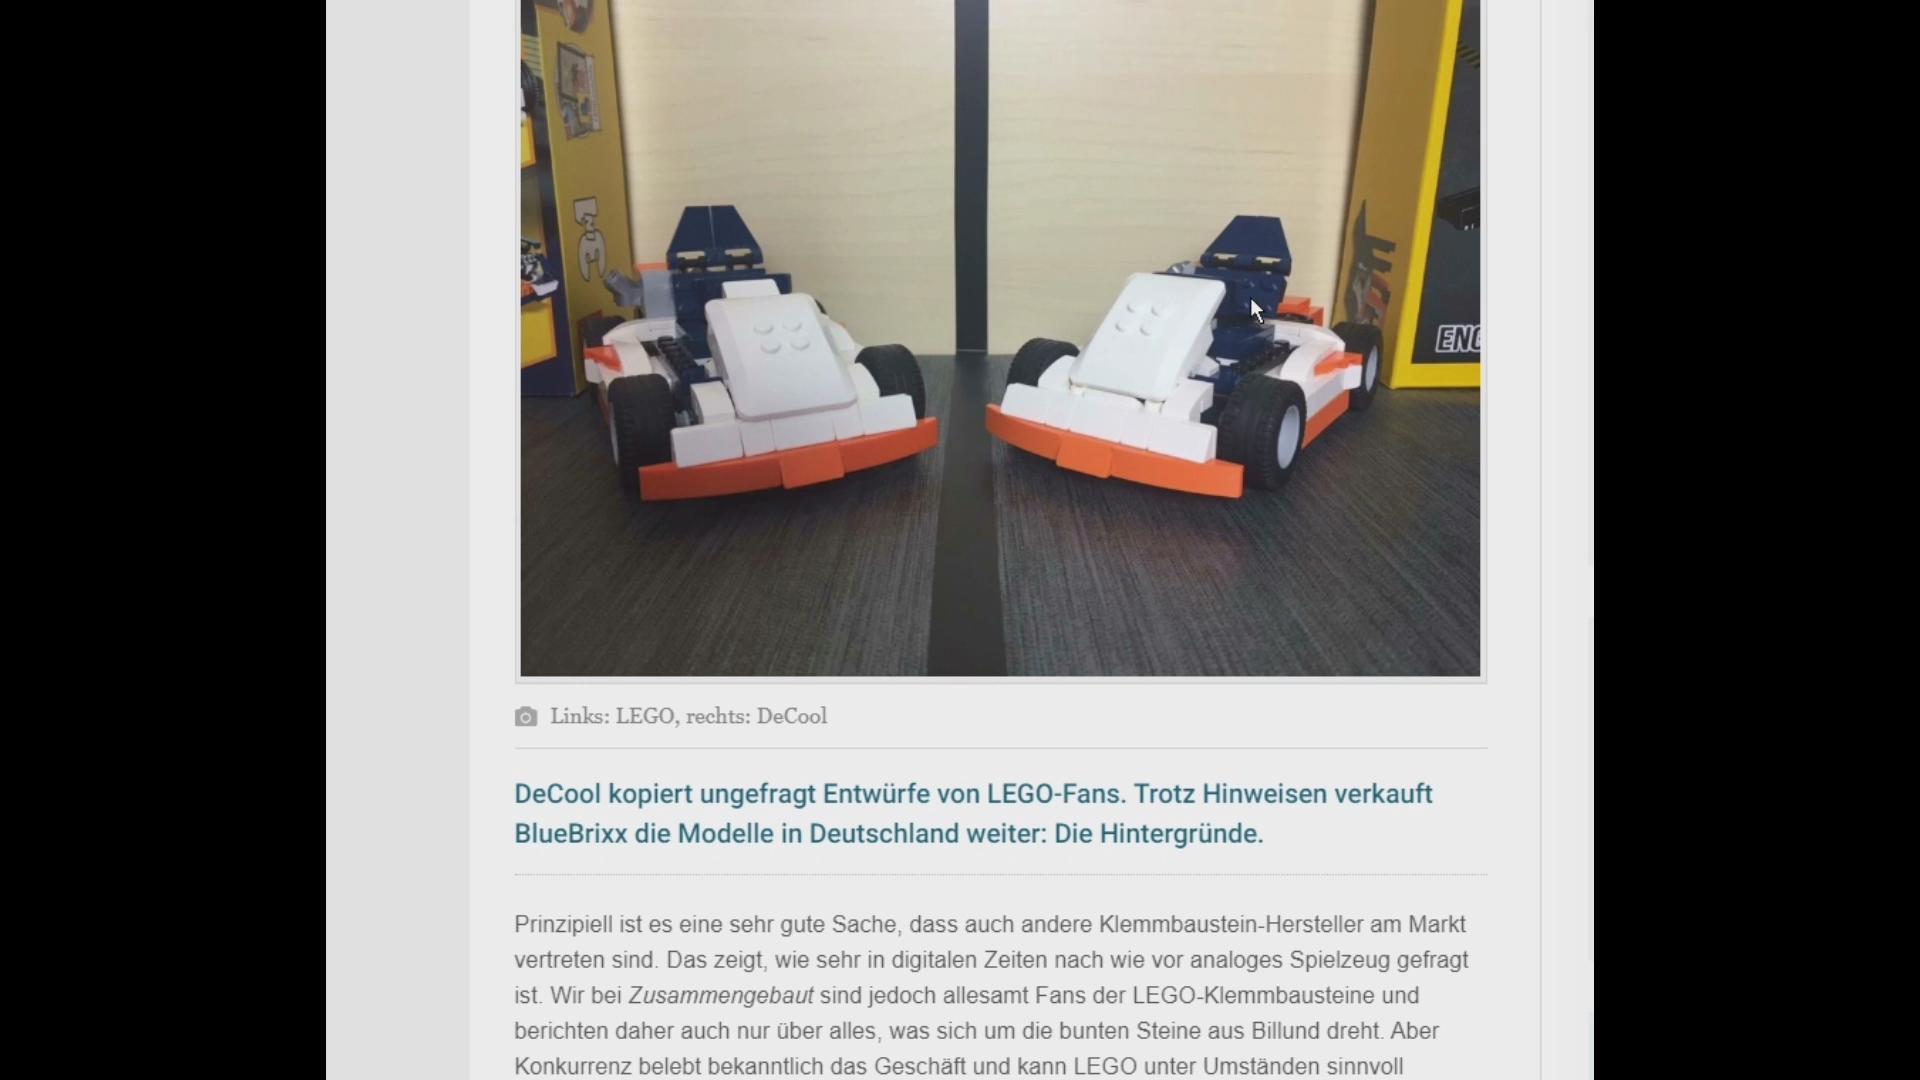 ENG
Links: LEGO, rechts: DeCool
DeCool kopiert ungefragt Entwürfe von LEGO-Fans. Trotz Hinweisen verkauft
BlueBrixx die Modelle in Deutschland weiter: Die Hintergründe.
Prinzipiell ist es eine sehr gute Sache, dass auch andere Klemmbaustein-Hersteller am Markt
vertreten sind. Das zeigt, wie sehr in digitalen Zeiten nach wie vor analoges Spielzeug gefragt
ist. Wir bei Zusammengebaut sind jedoch allesamt Fans der LEGO-Klemmbausteine und
berichten daher auch nur über alles, was sich um die bunten Steine aus Billund dreht. Aber
Konkurrenz belebt bekanntlich das Geschäft und kann LEGO unter Umständen sinnvoll